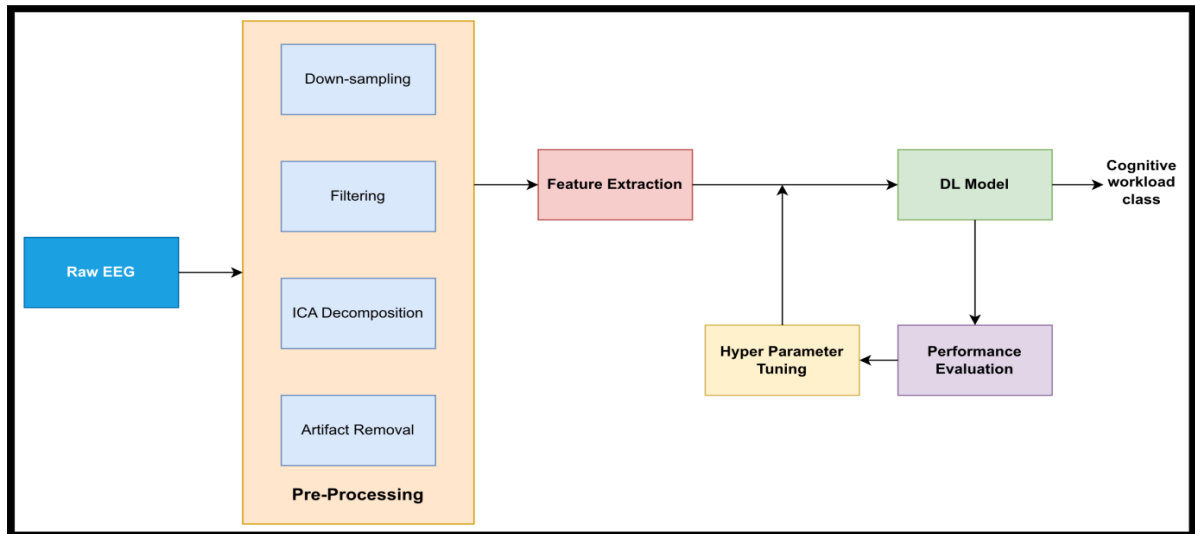 Raw EEG
Down-sampling
Filtering
ICA Decomposition
Artifact Removal
Pre-Processing
Feature Extraction
DL Model
Cognitive
workload
class
Hyper Parameter
Tuning
Performance
Evaluation